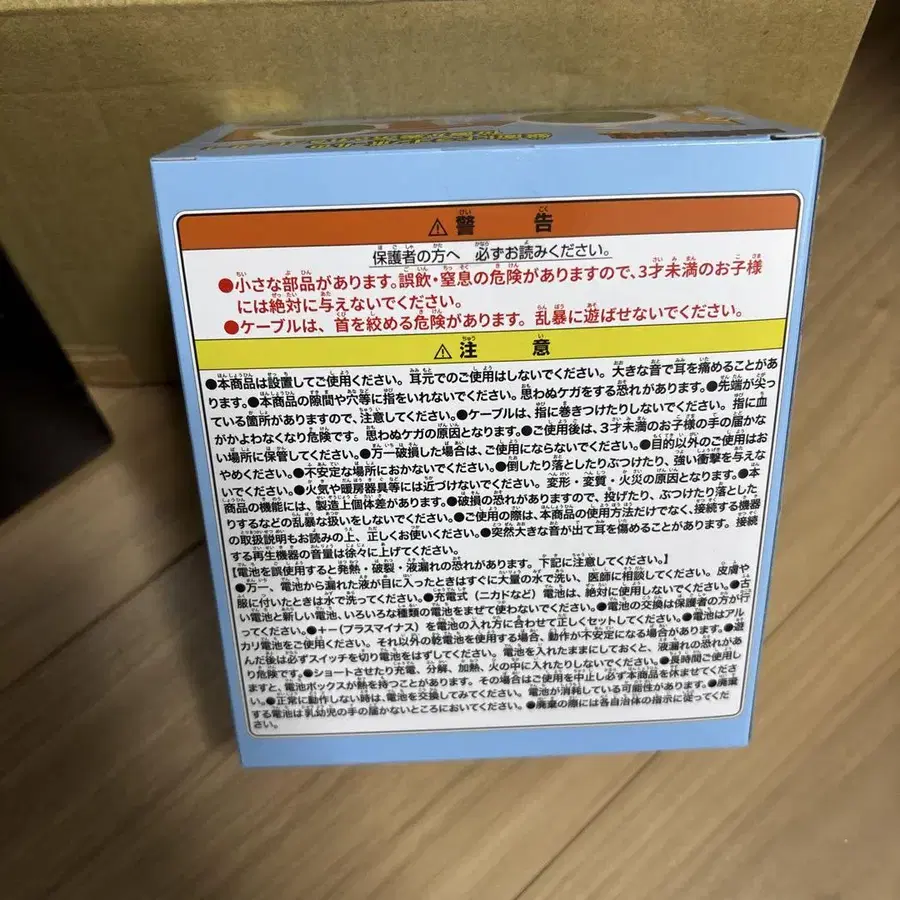 ⚠警告
保護者の方へ 必ずお読みください。
●小さな部品があります。誤飲・窒息の危険がありますので、3才未満のお子様
には絶対に与えないでください。
●ケーブルは、首を絞める危険があります。乱暴に遊ばせないでください。
⚠注意
●本商品は設置してご使用ください。耳元でのご使用はしないでください。大きな音で耳を痛めることがあ
ります。●本商品の隙間や穴等に指をいれないでください。思わぬケガをする恐れがあります。●先端が尖っ
ている箇所がありますので、注意してください。●ケーブルは、指に巻きつけたりしないでください。指に血
がかよわなくなり危険です。思わぬケガの原因となります。●ご使用後は、3才未満のお子様の手の届かな
い場所に保管してください。●万一破損した場合は、ご使用にならないでください。●目的以外のご使用はお
やめください。●不安定な場所におかないでください。●倒したり落としたりぶつけたり、強い衝撃を与えな
いでください。●火気や暖房器具等には近づけないでください。変形・変質・火災の原因となります。●本
商品の機能には、製造上個体差があります。●破損の恐れがありますので、投げたり、ぶつけたり落とした
りするなどの乱暴な扱いをしないでください。●ご使用の際は、本商品の使用方法だけでなく、接続する機器
の取扱説明もお読みの上、正しくお使いください。●突然大きな音が出て耳を傷めることがあります。接続
する再生機器の音量は徐々に上げてください。
【電池を誤使用すると発熱・破裂・液漏れの恐れがあります。下記に注意してください。】
●万一、電池から漏れた液が目に入ったときはすぐに大量の水で洗い、医師に相談してください。皮膚や
服に付いたときは水で洗ってください。●充電式(ニカドなど)電池は、絶対に使用しないでください。●古
い電池と新しい電池、いろいろな種類の電池をまぜて使わないでください。●電池の交換は保護者の方が行
ってください。●+-(プラスマイナス)を電池の入れ方に合わせて正しくセットしてください。●電池はアル
カリ電池をご使用ください。それ以外の乾電池を使用する場合、動作が不安定になる場合があります。●遊
んだ後は必ずスイッチを切り電池をはずしてください。電池を入れたままにしておくと、液漏れの恐れがあ
り危険です。●ショートさせたり充電、分解、加熱、火の中に入れたりしないでください。●長時間ご使用し
ますと、電池ボックスが熱を持つことがあります。その場合はご使用を中止し必ず本商品を休ませてくださ
い。●正常に動作しない時は、電池を交換してみてください。電池が消耗している可能性があります。●廃棄
する電池は乳幼児の手の届かないところにおいてください。●廃棄の際には各自治体の指示に従ってくだ
さい。